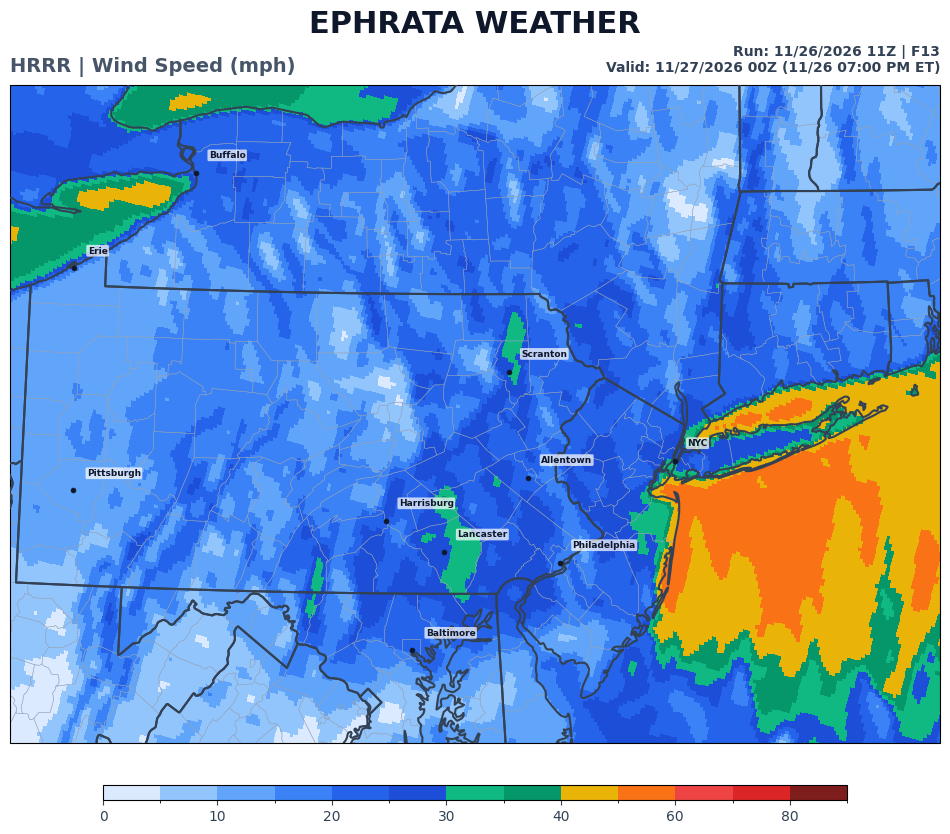 EPHRATA WEATHER
HRRR | Wind Speed (mph)
Run: 11/26/2026 11Z | F13
Valid: 11/27/2026 00Z (11/26 07:00 PM ET)
Buffalo
Erie
Scranton
NYC
Allentown
Pittsburgh
Harrisburg
Lancaster
Philadelphia
Baltimore
0 10 20 30 40 50 60 70 80